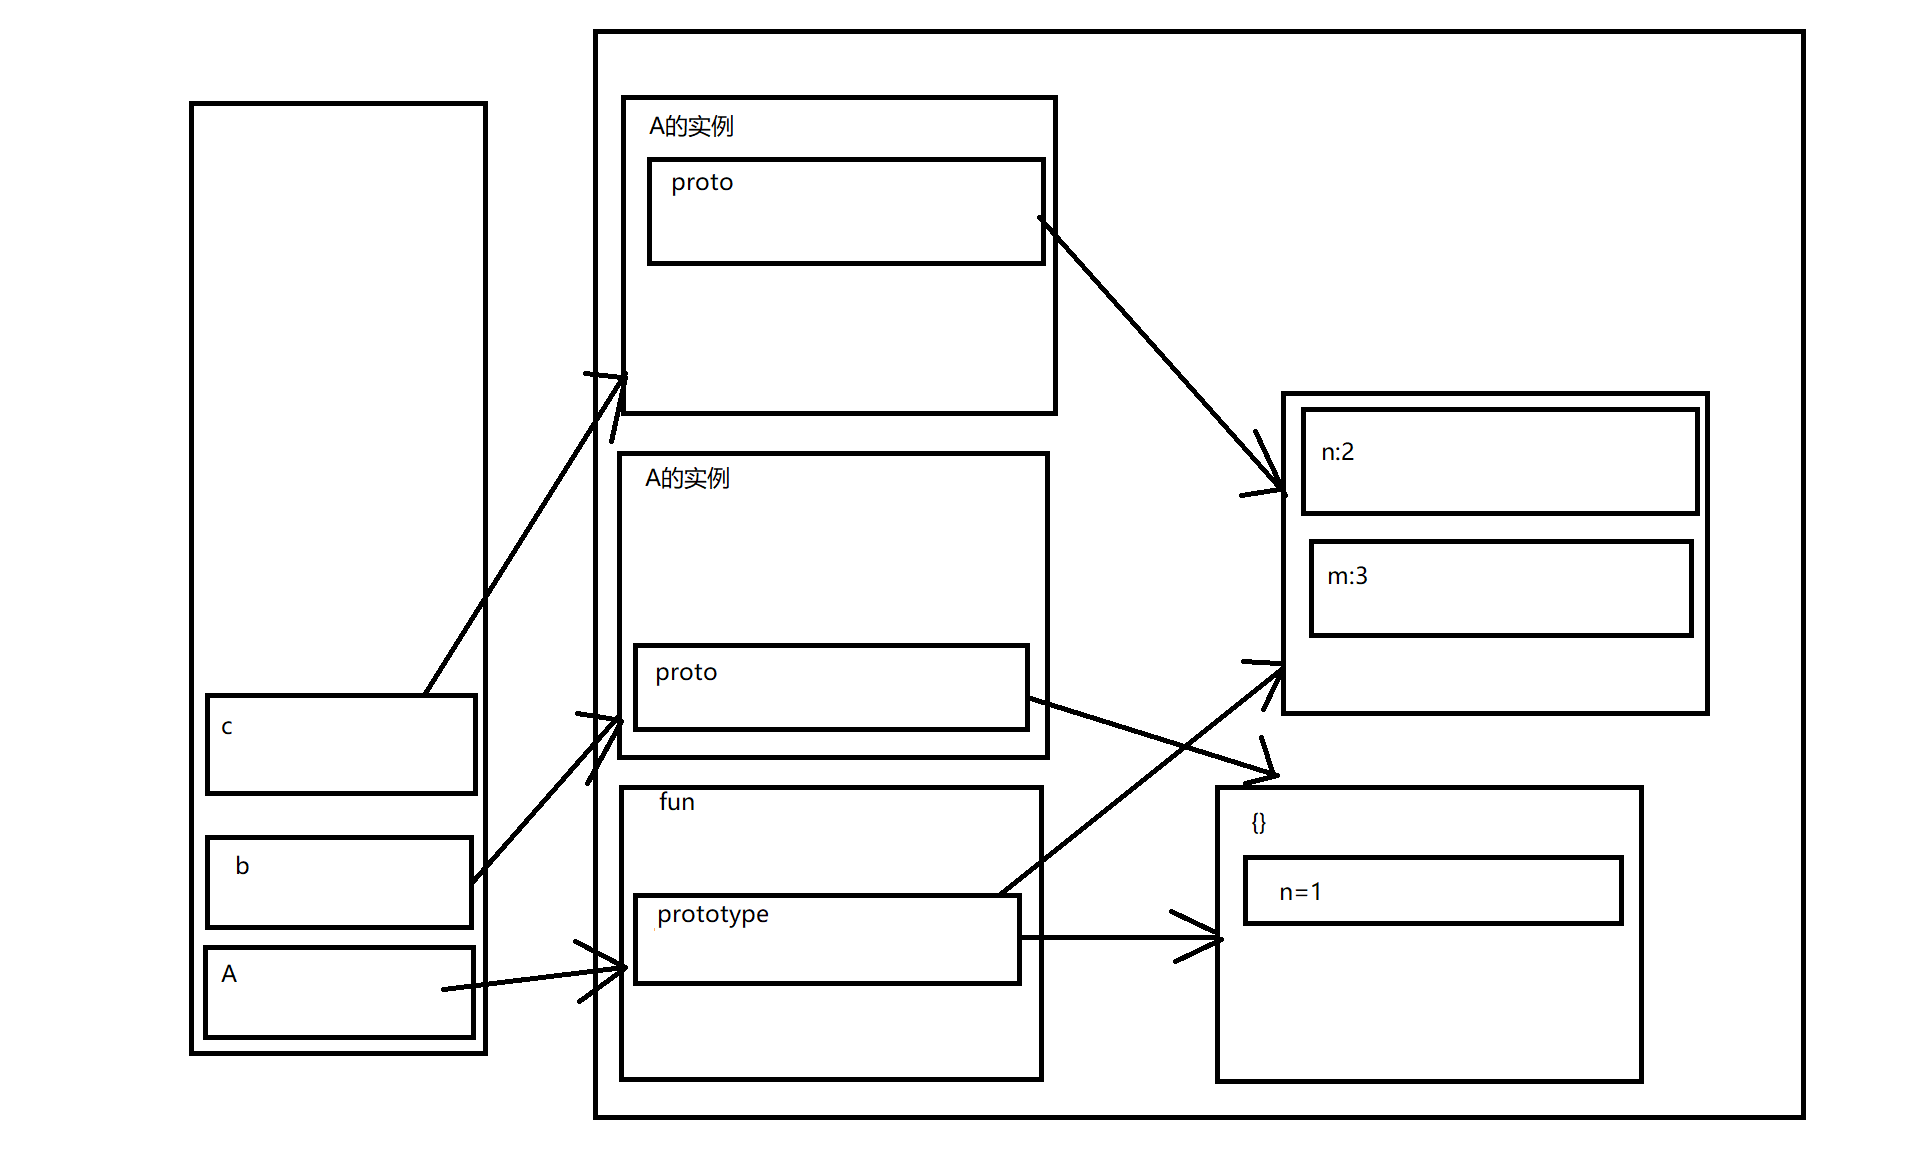 A的实例
proto
A的实例
proto
fun
prototype
c
b
A
n:2
m:3
{}
n=1